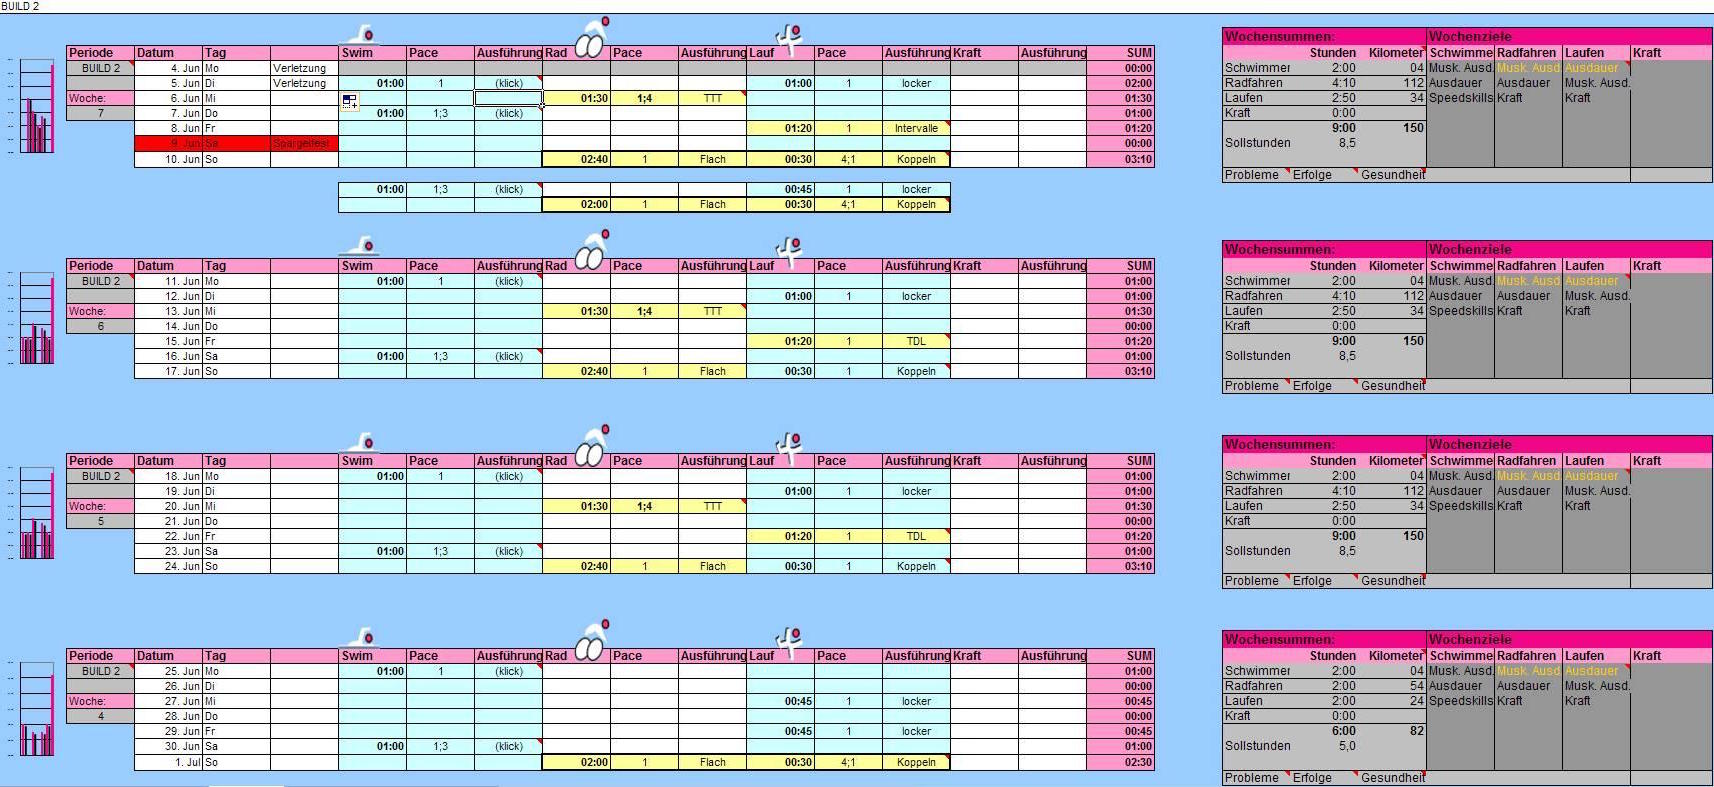 BUILD 2
Wochensummen: Wochenziele
Periode Datum Tag Swim Pace Ausführung Rad Pace Ausführung Lauf Pace Ausführung Kraft Ausführung SUM Stunden Kilometer Schwimme Radfahren Laufen Kraft
BUILD 2 4. Jun Mo Verletzung 00:00 Schwimmer 2:00 04 Musk. Ausd. Musk. Ausd Ausdauer
5. Jun Di Verletzung 01:00 1 (klick) 01:00 1 locker 02:00 Radfahren 4:10 112 Ausdauer Ausdauer Musk. Ausd.
Woche: 6. Jun Mi 01:30 1;4 TTT 01:30 Laufen 2:50 34 Speedskills Kraft Kraft
7 7. Jun Do 01:00 1;3 (klick) 01:00 Kraft 0:00
8. Jun Fr 01:20 1 Intervalle 01:20 9:00 150
9. Jun Sa Spargelfest 00:00 Sollstunden 8,5
10. Jun So 02:40 1 Flach 00:30 4;1 Koppeln 03:10
Probleme Erfolge Gesundheit
01:00 1;3 (klick) 00:45 1 locker
02:00 1 Flach 00:30 4;1 Koppeln
Wochensummen: Wochenziele
Periode Datum Tag Swim Pace Ausführung Rad Pace Ausführung Lauf Pace Ausführung Kraft Ausführung SUM Stunden Kilometer Schwimme Radfahren Laufen Kraft
BUILD 2 11. Jun Mo 01:00 1 (klick) 01:00 Schwimmer 2:00 04 Musk. Ausd. Musk. Ausd Ausdauer
12. Jun Di 01:00 1 locker 01:00 Radfahren 4:10 112 Ausdauer Ausdauer Musk. Ausd.
Woche: 13. Jun Mi 01:30 1;4 TTT 01:30 Laufen 2:50 34 Speedskills Kraft Kraft
6 14. Jun Do 00:00 Kraft 0:00
15. Jun Fr 01:20 1 TDL 01:20 9:00 150
16. Jun Sa 01:00 1;3 (klick) 01:00 Sollstunden 8,5
17. Jun So 02:40 1 Flach 00:30 1 Koppeln 03:10
Probleme Erfolge Gesundheit
Wochensummen: Wochenziele
Periode Datum Tag Swim Pace Ausführung Rad Pace Ausführung Lauf Pace Ausführung Kraft Ausführung SUM Stunden Kilometer Schwimme Radfahren Laufen Kraft
BUILD 2 18. Jun Mo 01:00 1 (klick) 01:00 Schwimmer 2:00 04 Musk. Ausd. Musk. Ausd Ausdauer
19. Jun Di 01:00 1 locker 01:00 Radfahren 4:10 112 Ausdauer Ausdauer Musk. Ausd.
Woche: 20. Jun Mi 01:30 1;4 TTT 01:30 Laufen 2:50 34 Speedskills Kraft Kraft
5 21. Jun Do 00:00 Kraft 0:00
22. Jun Fr 01:20 1 TDL 01:20 9:00 150
23. Jun Sa 01:00 1;3 (klick) 01:00 Sollstunden 8,5
24. Jun So 02:40 1 Flach 00:30 1 Koppeln 03:10
Probleme Erfolge Gesundheit
Wochensummen: Wochenziele
Periode Datum Tag Swim Pace Ausführung Rad Pace Ausführung Lauf Pace Ausführung Kraft Ausführung SUM Stunden Kilometer Schwimme Radfahren Laufen Kraft
BUILD 2 25. Jun Mo 01:00 1 (klick) 01:00 Schwimmer 2:00 04 Musk. Ausd. Musk. Ausd Ausdauer
26. Jun Di 00:00 Radfahren 2:00 54 Ausdauer Ausdauer Musk. Ausd.
Woche: 27. Jun Mi 00:45 1 locker 00:45 Laufen 2:00 24 Speedskills Kraft Kraft
4 28. Jun Do 00:00 Kraft 0:00
29. Jun Fr 00:45 1 locker 00:45 6:00 82
30. Jun Sa 01:00 1;3 (klick) 01:00 Sollstunden 5,0
1. Jul So 02:00 1 Flach 00:30 4;1 Koppeln 02:30
Probleme Erfolge Gesundheit